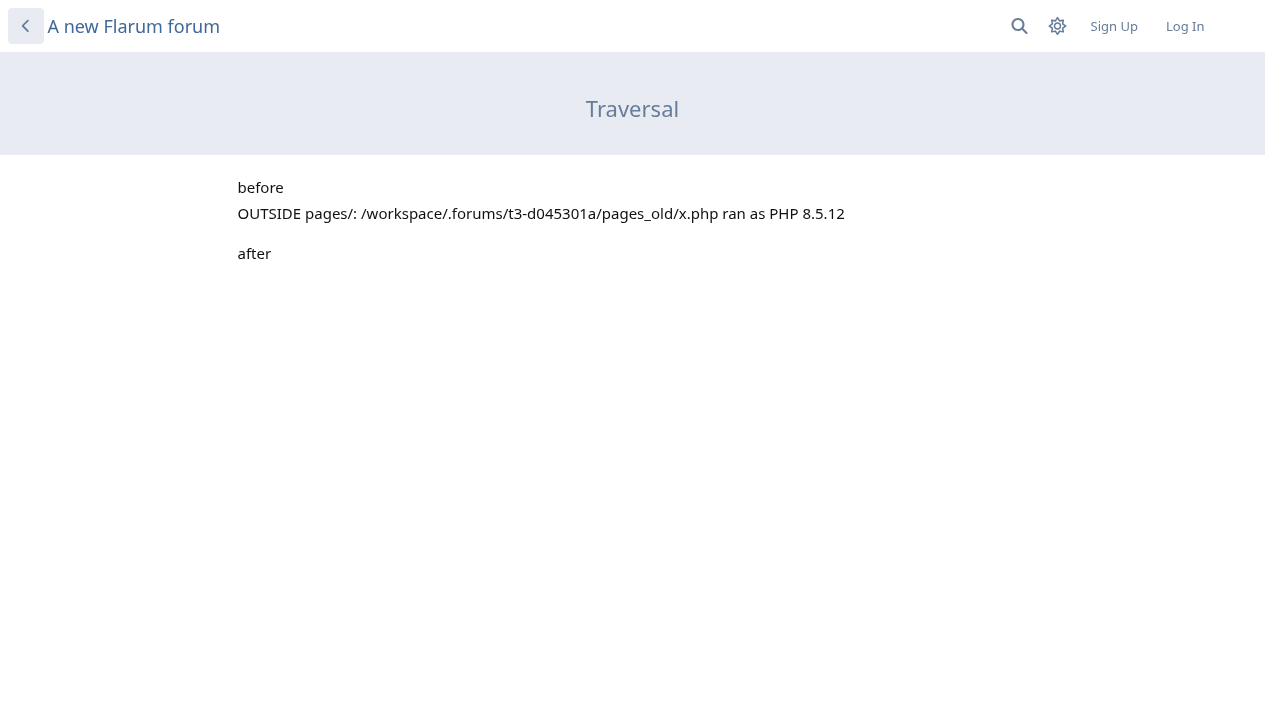 A new Flarum forum
Sign Up
Log In
Traversal
before
OUTSIDE pages/: /workspace/.forums/t3-d045301a/pages_old/x.php ran as PHP 8.5.12
after